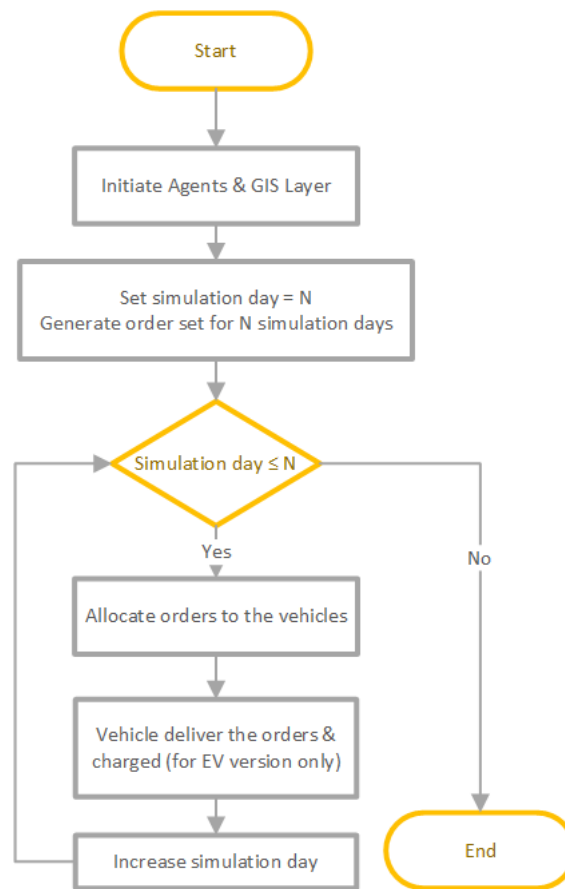 Start
Initiate Agents & GIS Layer
Set simulation day = N
Generate order set for N simulation days
Simulation day ≤ N
Yes
No
Allocate orders to the vehicles
Vehicle deliver the orders &
charged (for EV version only)
Increase simulation day
End